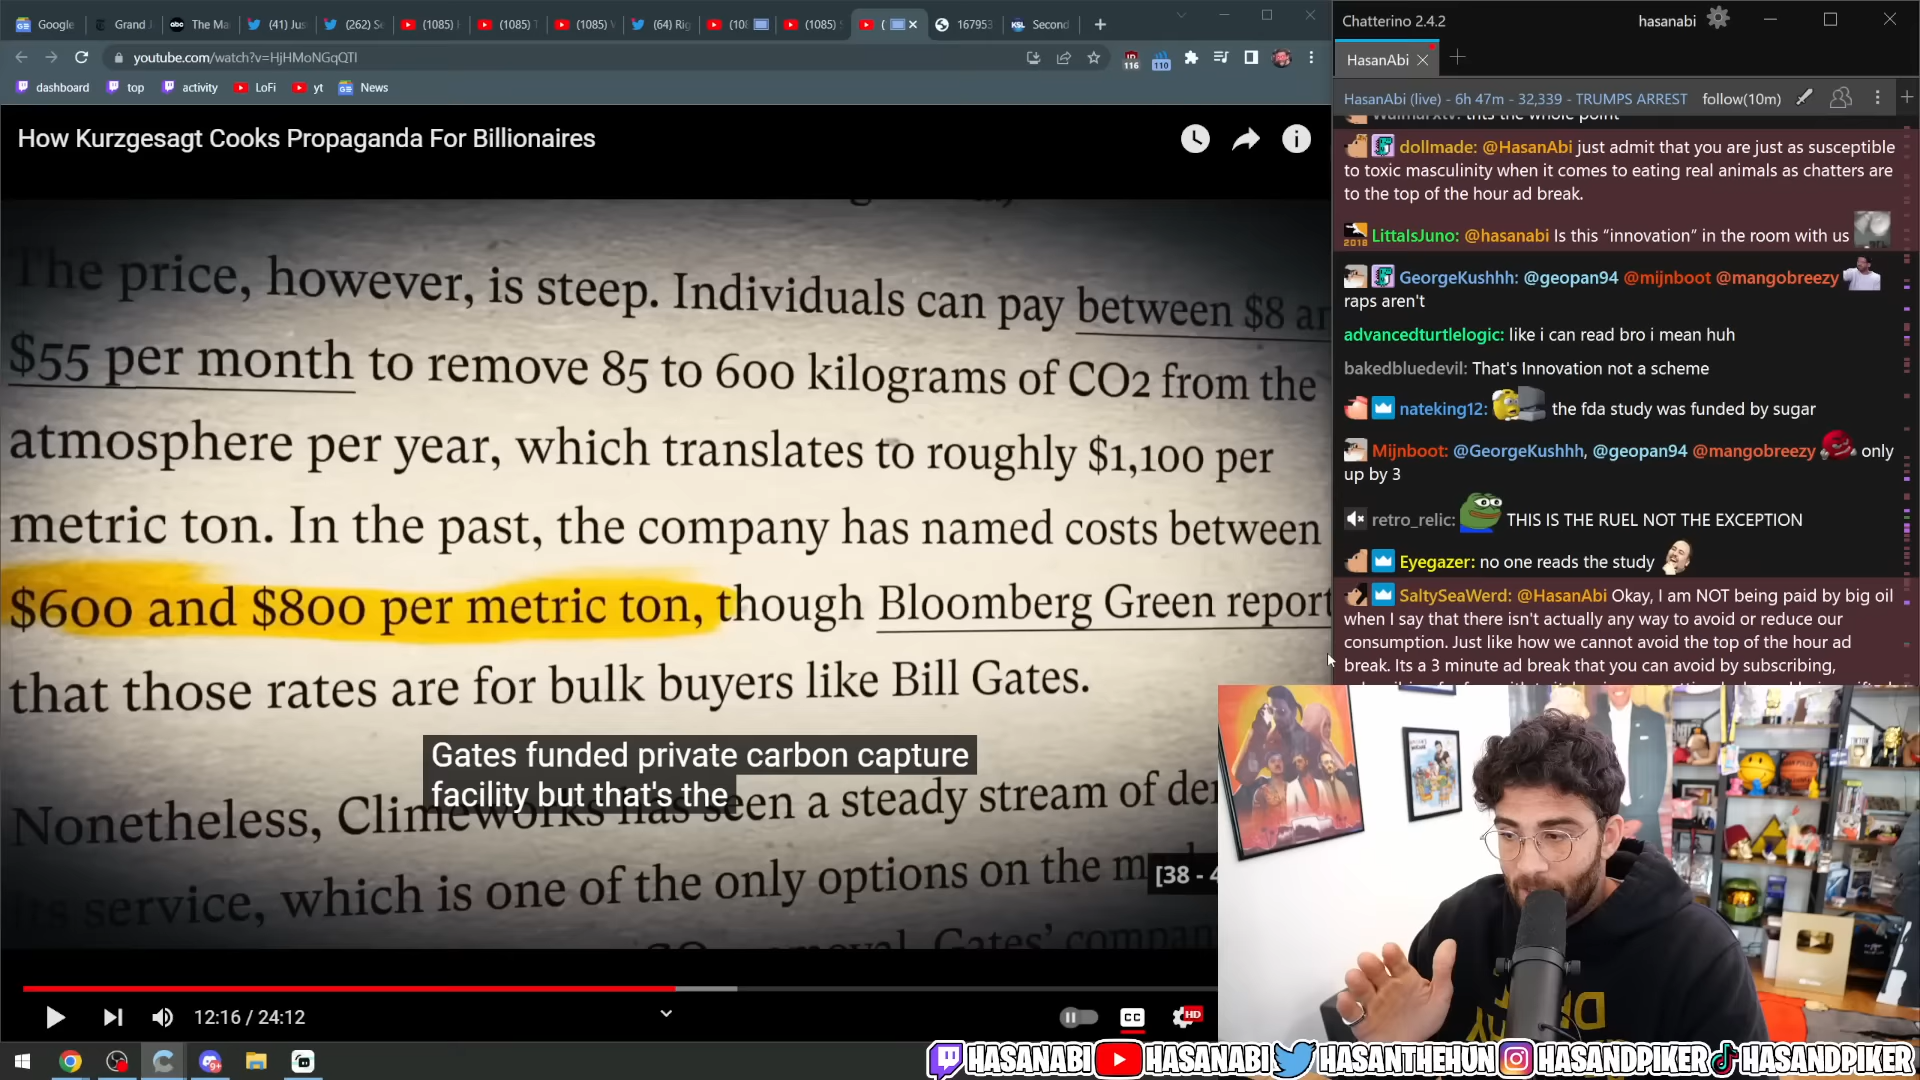 Google
Grand J
The Ma
(41) Jus
(262) Se
(1085) H
(1085) T
(1085) V
(64) Rig
(108
(1085) S
(
167953
Second
youtube.com/watch?v=HjHMoNGqQTI
116
110
dashboard
top
activity
LoFi
yt
News
How Kurzgesagt Cooks Propaganda For Billionaires
The price, however, is steep. Individuals can pay between $8 an
$55 per month to remove 85 to 600 kilograms of CO2 from the
atmosphere per year, which translates to roughly $1,100 per
metric ton. In the past, the company has named costs between
$600 and $800 per metric ton, though Bloomberg Green report
that those rates are for bulk buyers like Bill Gates.
Gates funded private carbon capture
facility but that's the
Nonetheless, Climeworks has seen a steady stream of de
its service, which is one of the only options on the m
[38 - 4
removal. Gates' compan
12:16 / 24:12
CC
HD
Chatterino 2.4.2
hasanabi
HasanAbi
HasanAbi (live) - 6h 47m - 32,339 - TRUMPS ARREST
follow(10m)
dollmade: @HasanAbi just admit that you are just as susceptible
to toxic masculinity when it comes to eating real animals as chatters are
to the top of the hour ad break.
2018
LittalsJuno: @hasanabi Is this “innovation” in the room with us
GeorgeKushhh: @geopan94 @mijnboot @mangobreezy
raps aren't
advancedturtlelogic: like i can read bro i mean huh
bakedbluedevil: That's Innovation not a scheme
nateking12: the fda study was funded by sugar
Mijnboot: @GeorgeKushhh, @geopan94 @mangobreezy only
up by 3
retro_relic: THIS IS THE RUEL NOT THE EXCEPTION
Eyegazer: no one reads the study
SaltySeaWerd: @HasanAbi Okay, I am NOT being paid by big oil
when I say that there isn't actually any way to avoid or reduce our
consumption. Just like how we cannot avoid the top of the hour ad
break. Its a 3 minute ad break that you can avoid by subscribing,
HASANABI
HASANABI
HASANTHEHUN
HASANDPIKER
HASANDPIKER